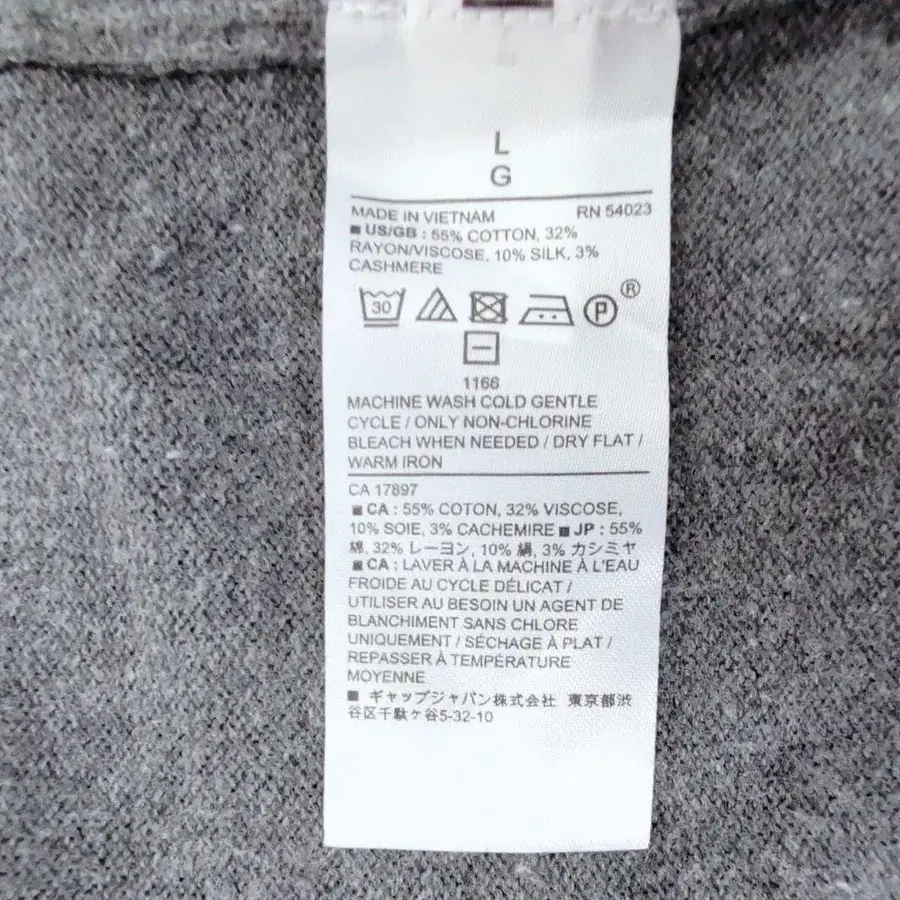 L
G
MADE IN VIETNAM RN 54023
■ US/GB : 55% COTTON, 32%
RAYON/VISCOSE, 10% SILK, 3%
CASHMERE
30 P ®
1166
MACHINE WASH COLD GENTLE
CYCLE / ONLY NON-CHLORINE
BLEACH WHEN NEEDED / DRY FLAT /
WARM IRON
CA 17897
■ CA : 55% COTON, 32% VISCOSE,
10% SOIE, 3% CACHEMIRE ■ JP : 55%
綿, 32% レーヨン, 10% 絹, 3% カシミヤ
■ CA : LAVER À LA MACHINE À L'EAU
FROIDE AU CYCLE DÉLICAT /
UTILISER AU BESOIN UN AGENT DE
BLANCHIMENT SANS CHLORE
UNIQUEMENT / SÉCHAGE À PLAT /
REPASSER À TEMPÉRATURE
MOYENNE
■ ギャップジャパン株式会社 東京都渋
谷区千駄ヶ谷5-32-10